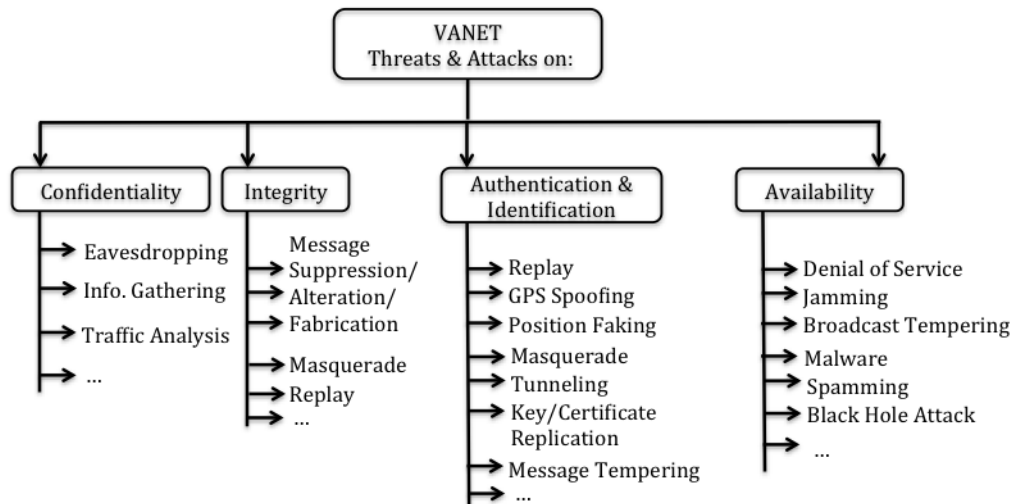 VANET
Threats & Attacks on:
Confidentiality
Eavesdropping
Info. Gathering
Traffic Analysis
...
Integrity
Message
Suppression/
Alteration/
Fabrication
Masquerade
Replay
...
Authentication &
Identification
Replay
GPS Spoofing
Position Faking
Masquerade
Tunneling
Key/Certificate
Replication
Message Tempering
...
Availability
Denial of Service
Jamming
Broadcast Tempering
Malware
Spamming
Black Hole Attack
...